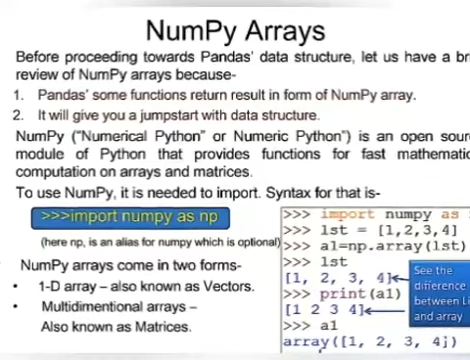 NumPy Arrays
Before proceeding towards Pandas' data structure, let us have a bri
review of NumPy arrays because-
1. Pandas' some functions return result in form of NumPy array.
2. It will give you a jumpstart with data structure.
NumPy ("Numerical Python" or Numeric Python") is an open sour
module of Python that provides functions for fast mathematic
computation on arrays and matrices.
To use NumPy, it is needed to import. Syntax for that is-
>>>import numpy as np
(here np, is an alias for numpy which is optional)
NumPy arrays come in two forms-
• 1-D array – also known as Vectors.
• Multidimentional arrays –
Also known as Matrices.
>>> import numpy as
>>> lst = [1,2,3,4]
>>> a1=np.array(lst)
>>> lst
[1, 2, 3, 4]
>>> print(a1)
[1 2 3 4]
>>> a1
array([1, 2, 3, 4])
See the
difference
between Li
and array